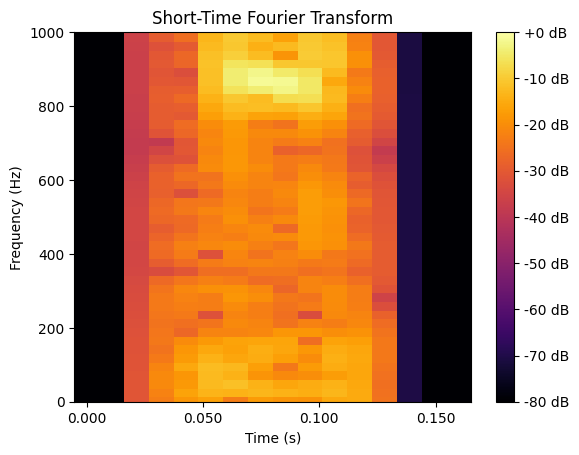 Short-Time Fourier Transform
1000
800
600
400
200
0
Frequency (Hz)
0.000
0.050
0.100
0.150
Time (s)
+0 dB
-10 dB
-20 dB
-30 dB
-40 dB
-50 dB
-60 dB
-70 dB
-80 dB